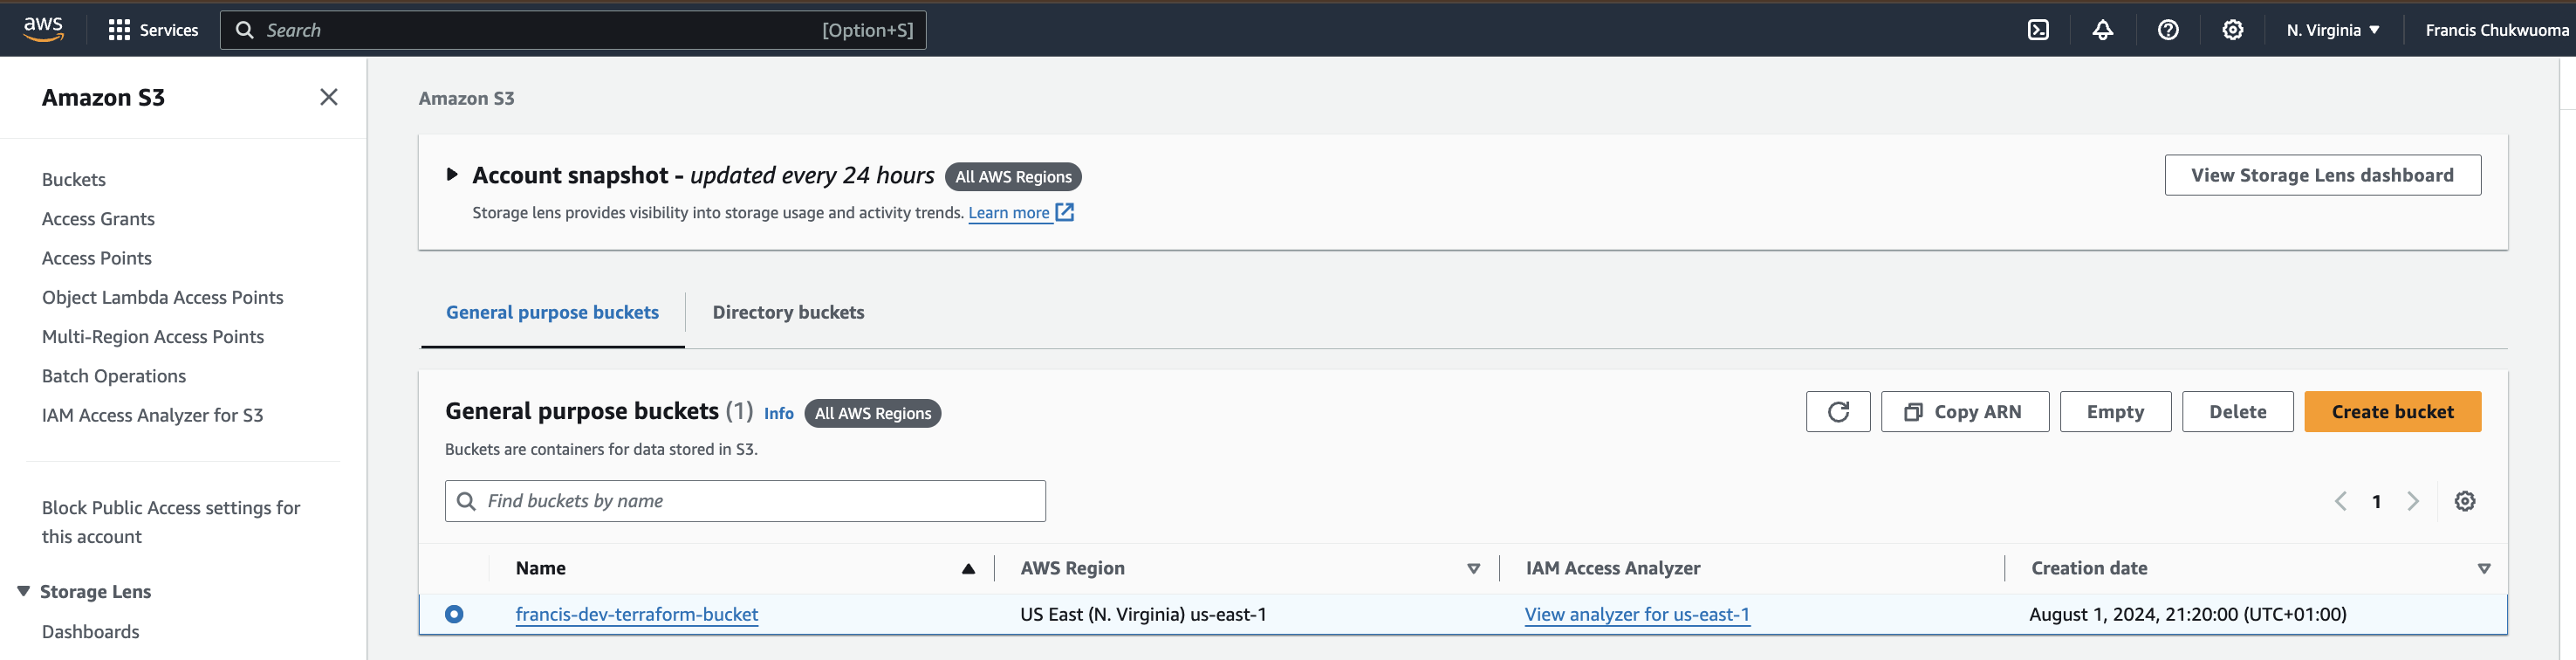 aws
Services
Search
[Option+S]
N. Virginia
Francis Chukwuoma
Amazon S3
Buckets
Access Grants
Access Points
Object Lambda Access Points
Multi-Region Access Points
Batch Operations
IAM Access Analyzer for S3
Block Public Access settings for
this account
Storage Lens
Dashboards
Amazon S3
Account snapshot - updated every 24 hours
All AWS Regions
View Storage Lens dashboard
Storage lens provides visibility into storage usage and activity trends. Learn more
General purpose buckets
Directory buckets
General purpose buckets (1) Info
All AWS Regions
Copy ARN
Empty
Delete
Create bucket
Buckets are containers for data stored in S3.
Find buckets by name
1
Name
AWS Region
IAM Access Analyzer
Creation date
francis-dev-terraform-bucket
US East (N. Virginia) us-east-1
View analyzer for us-east-1
August 1, 2024, 21:20:00 (UTC+01:00)